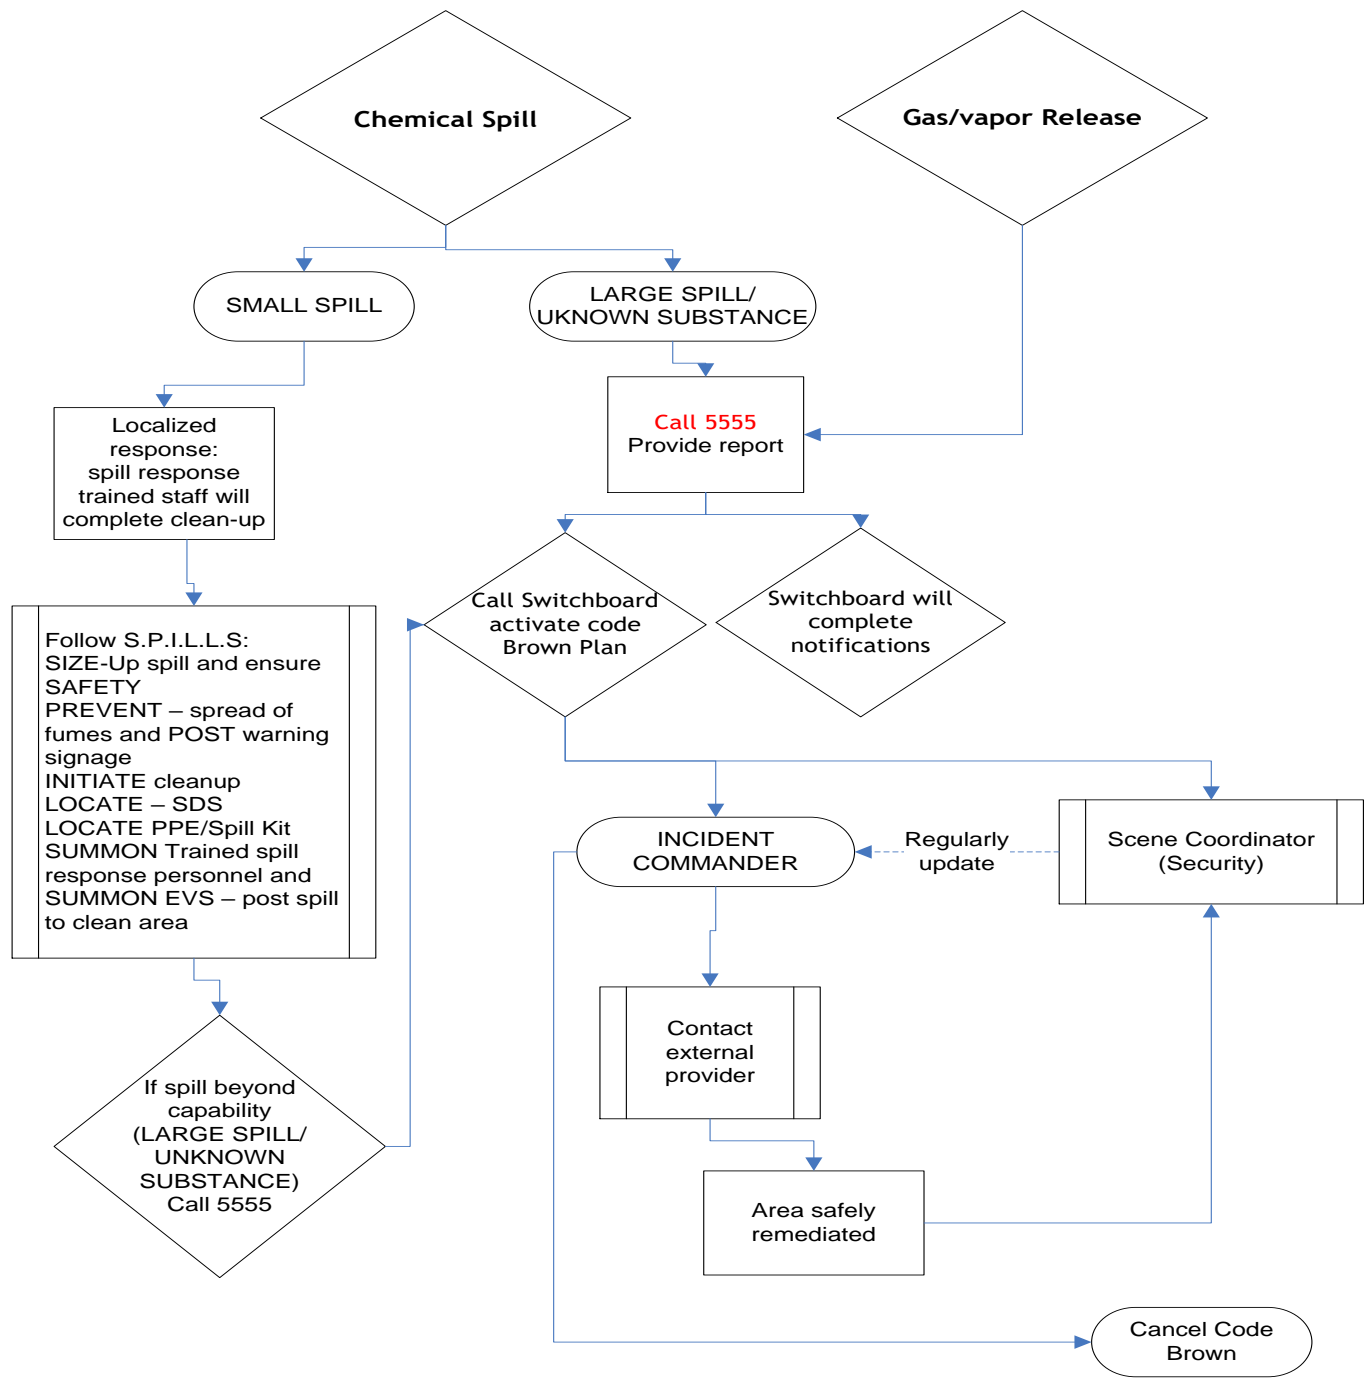 Chemical Spill
Gas/vapor Release
SMALL SPILL
LARGE SPILL/
UKNOWN SUBSTANCE
Call 5555
Provide report
Localized
response:
spill response
trained staff will
complete clean-up
Call Switchboard
activate code
Brown Plan
Switchboard will
complete
notifications
Follow S.P.I.L.L.S:
SIZE-Up spill and ensure
SAFETY
PREVENT – spread of
fumes and POST warning
signage
INITIATE cleanup
LOCATE – SDS
LOCATE PPE/Spill Kit
SUMMON Trained spill
response personnel and
SUMMON EVS – post spill
to clean area
INCIDENT
COMMANDER
Regularly
update
Scene Coordinator
(Security)
Contact
external
provider
If spill beyond
capability
(LARGE SPILL/
UNKNOWN
SUBSTANCE)
Call 5555
Area safely
remediated
Cancel Code
Brown